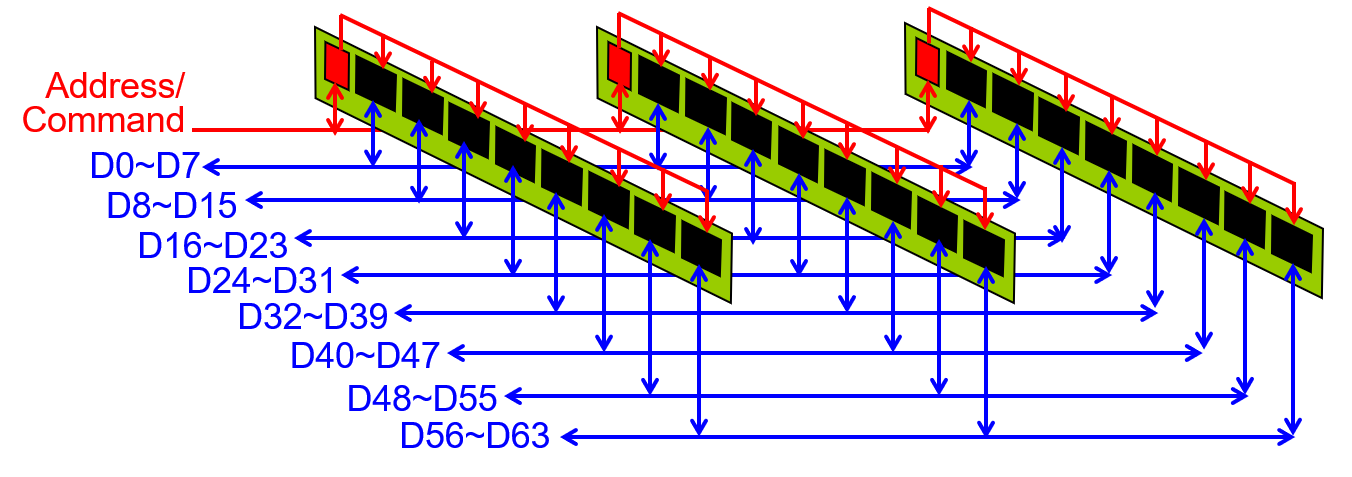 Address/
Command
D0~D7
D8~D15
D16~D23
D24~D31
D32~D39
D40~D47
D48~D55
D56~D63